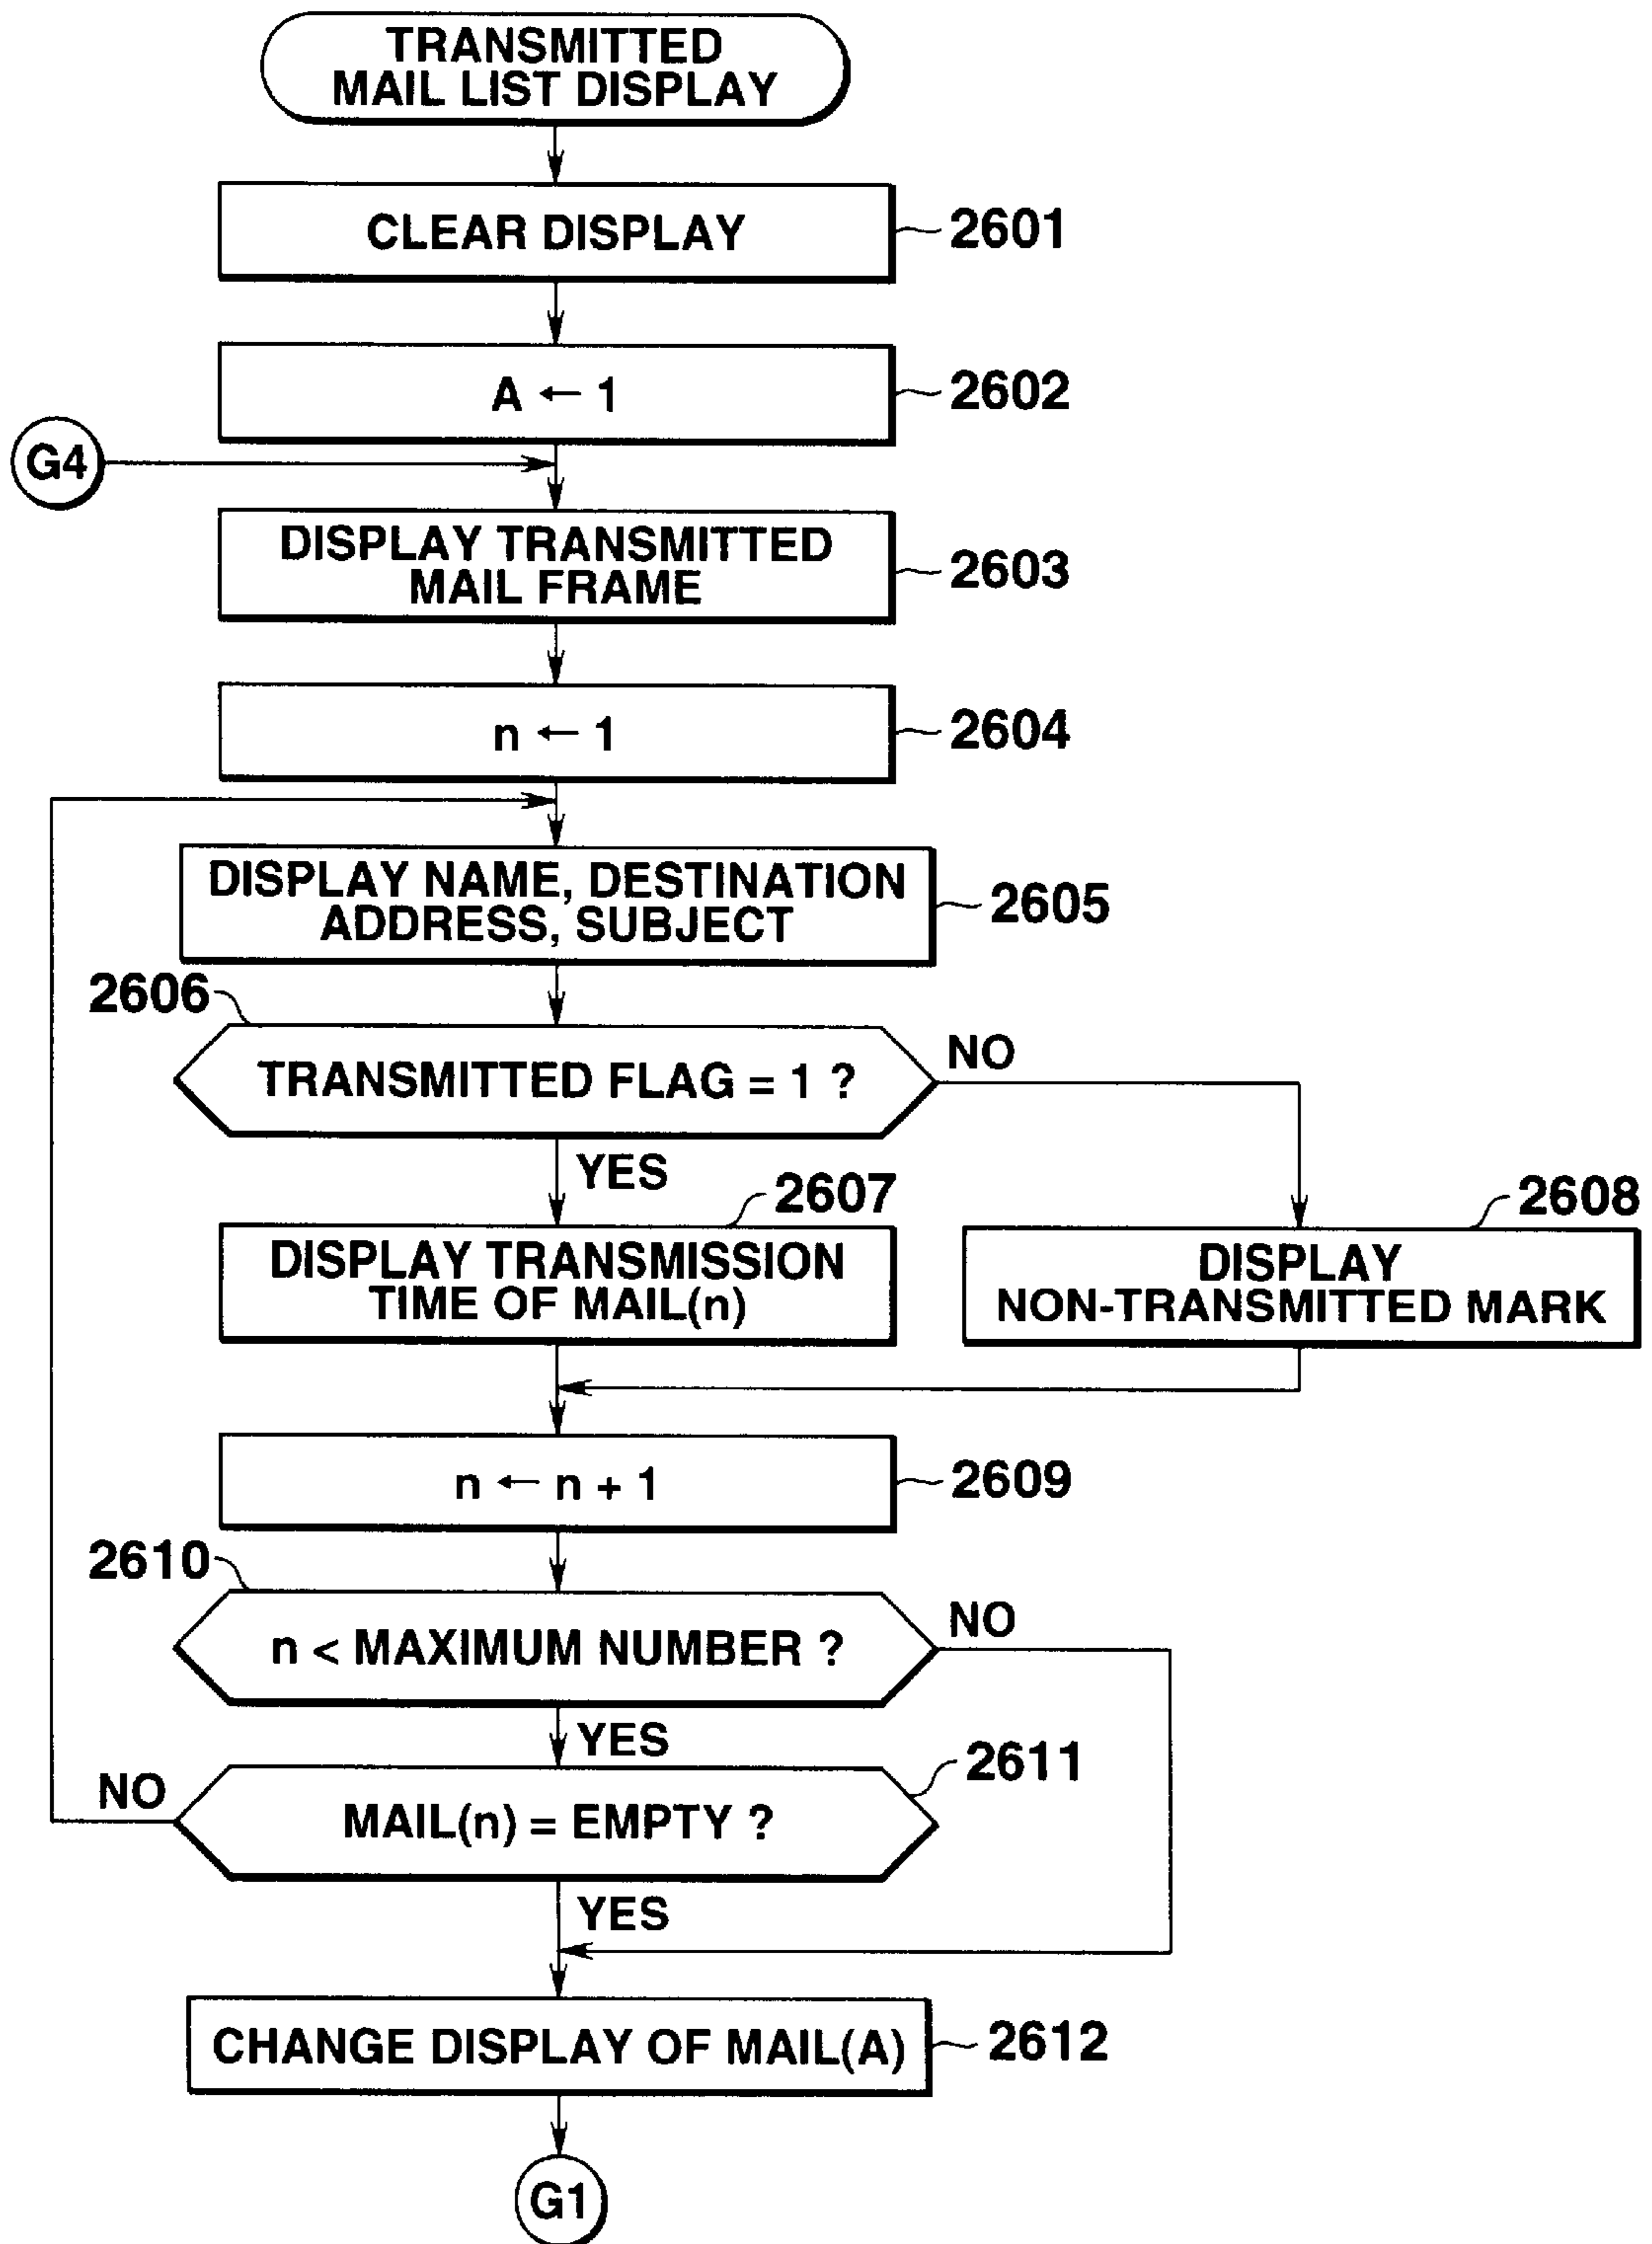 TRANSMITTED
MAIL LIST DISPLAY
CLEAR DISPLAY
2601
A ← 1
2602
G4
DISPLAY TRANSMITTED
MAIL FRAME
2603
n ← 1
2604
DISPLAY NAME, DESTINATION
ADDRESS, SUBJECT
2605
2606
TRANSMITTED FLAG = 1 ?
NO
YES
2607
2608
DISPLAY TRANSMISSION
TIME OF MAIL(n)
DISPLAY
NON-TRANSMITTED MARK
n ← n + 1
2609
2610
n < MAXIMUM NUMBER ?
NO
YES
2611
NO
MAIL(n) = EMPTY ?
YES
CHANGE DISPLAY OF MAIL(A)
2612
G1